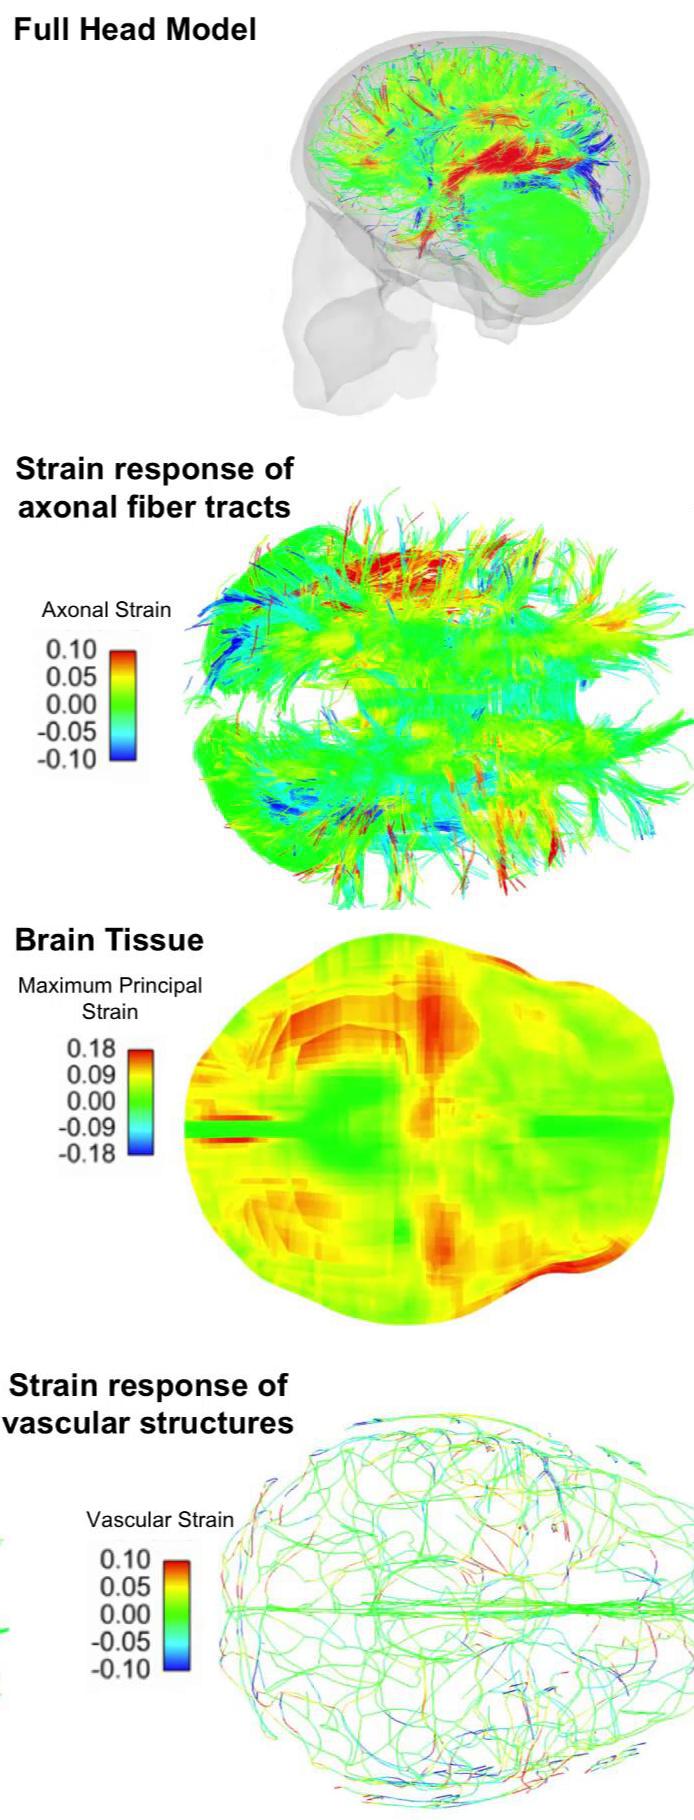 Full Head Model
Strain response of
axonal fiber tracts
Axonal Strain
0.10
0.05
0.00
-0.05
-0.10
Brain Tissue
Maximum Principal
Strain
0.18
0.09
0.00
-0.09
-0.18
Strain response of
vascular structures
Vascular Strain
0.10
0.05
0.00
-0.05
-0.10